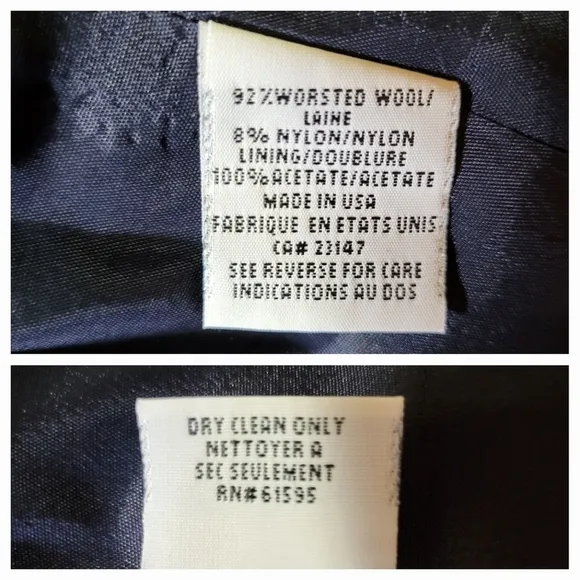 92%WORSTED WOOL/
LAINE
8% NYLON/NYLON
LINING/DOUBLURE
100%ACETATE/ACETATE
MADE IN USA
FABRIQUE EN ETATS UNIS
CA# 23147
SEE REVERSE FOR CARE
INDICATIONS AU DOS
DRY CLEAN ONLY
NETTOYER A
SEC SEULEMENT
RN#61595